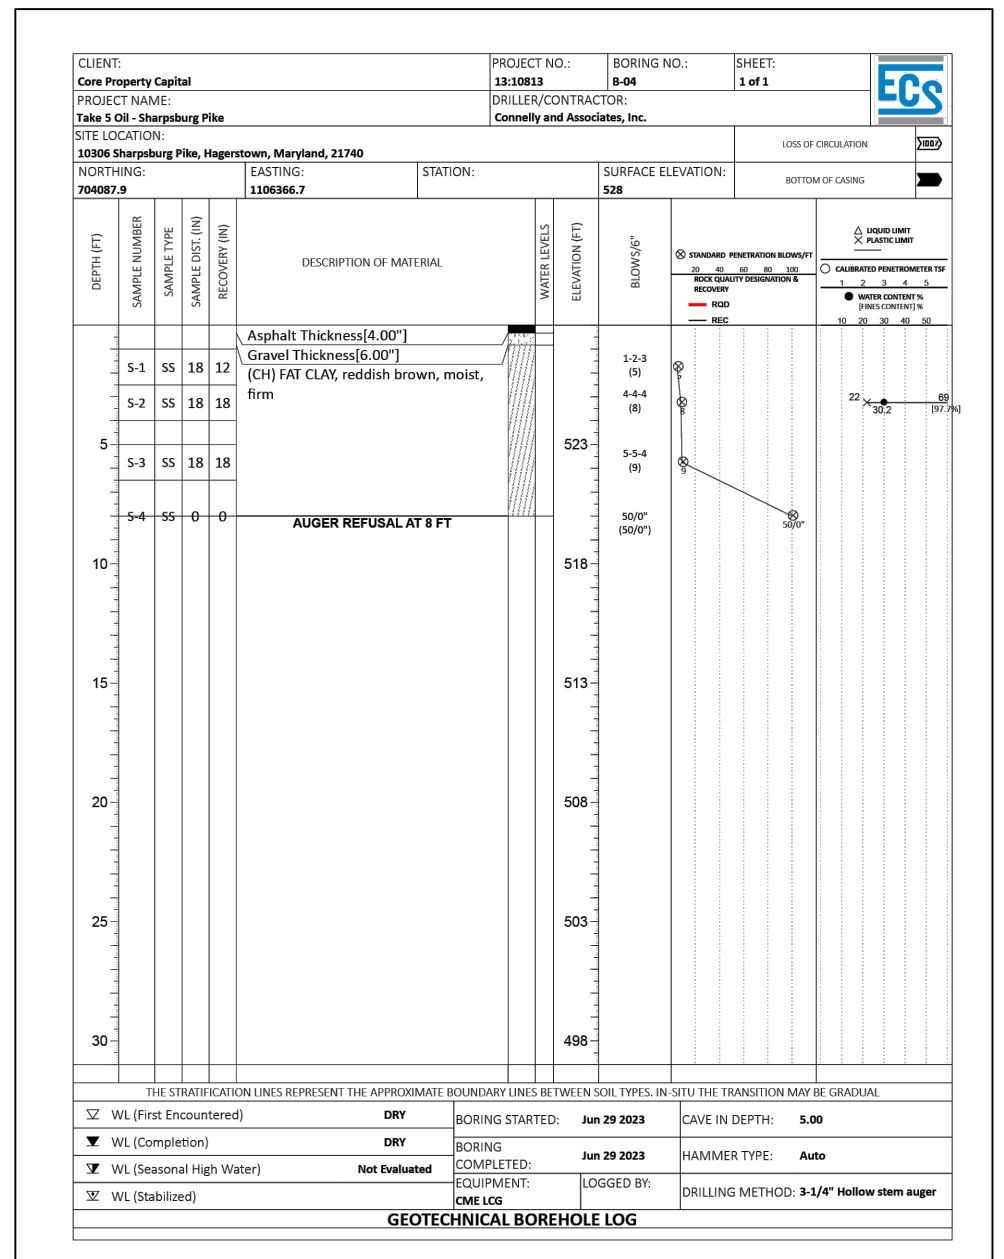 CLIENT:
Core Property Capital
PROJECT NO.:
13:10813
BORING NO.:
B-04
SHEET:
1 of 1
ECS
PROJECT NAME:
Take 5 Oil - Sharpsburg Pike
DRILLER/CONTRACTOR:
Connelly and Associates, Inc.
SITE LOCATION:
10306 Sharpsburg Pike, Hagerstown, Maryland, 21740
LOSS OF CIRCULATION
NORTHING:
704087.9
EASTING:
1106366.7
STATION:
SURFACE ELEVATION:
528
BOTTOM OF CASING
DEPTH (FT)
SAMPLE NUMBER
SAMPLE TYPE
SAMPLE DIST. (IN)
RECOVERY (IN)
DESCRIPTION OF MATERIAL
WATER LEVELS
ELEVATION (FT)
BLOWS/6"
STANDARD PENETRATION BLOWS/FT
20 40 60 80 100
ROCK QUALITY DESIGNATION &
RECOVERY
RQD
REC
LIQUID LIMIT
PLASTIC LIMIT
CALIBRATED PENETROMETER TSF
1 2 3 4 5
WATER CONTENT %
[FINES CONTENT] %
10 20 30 40 50
Asphalt Thickness[4.00"]
Gravel Thickness[6.00"]
(CH) FAT CLAY, reddish brown, moist,
firm
S-1 SS 18 12
1-2-3
(5)
5
S-2 SS 18 18
4-4-4
(8)
8
22 69
30.2 [97.7%]
5 523
S-3 SS 18 18
5-5-4
(9)
9
S-4 SS 0 0
AUGER REFUSAL AT 8 FT
50/0"
(50/0")
50/0"
10 518
15 513
20 508
25 503
30 498
THE STRATIFICATION LINES REPRESENT THE APPROXIMATE BOUNDARY LINES BETWEEN SOIL TYPES. IN-SITU THE TRANSITION MAY BE GRADUAL
WL (First Encountered) DRY
WL (Completion) DRY
WL (Seasonal High Water) Not Evaluated
WL (Stabilized)
BORING STARTED: Jun 29 2023
BORING
COMPLETED: Jun 29 2023
EQUIPMENT:
CME LCG
LOGGED BY:
CAVE IN DEPTH: 5.00
HAMMER TYPE: Auto
DRILLING METHOD: 3-1/4" Hollow stem auger
GEOTECHNICAL BOREHOLE LOG